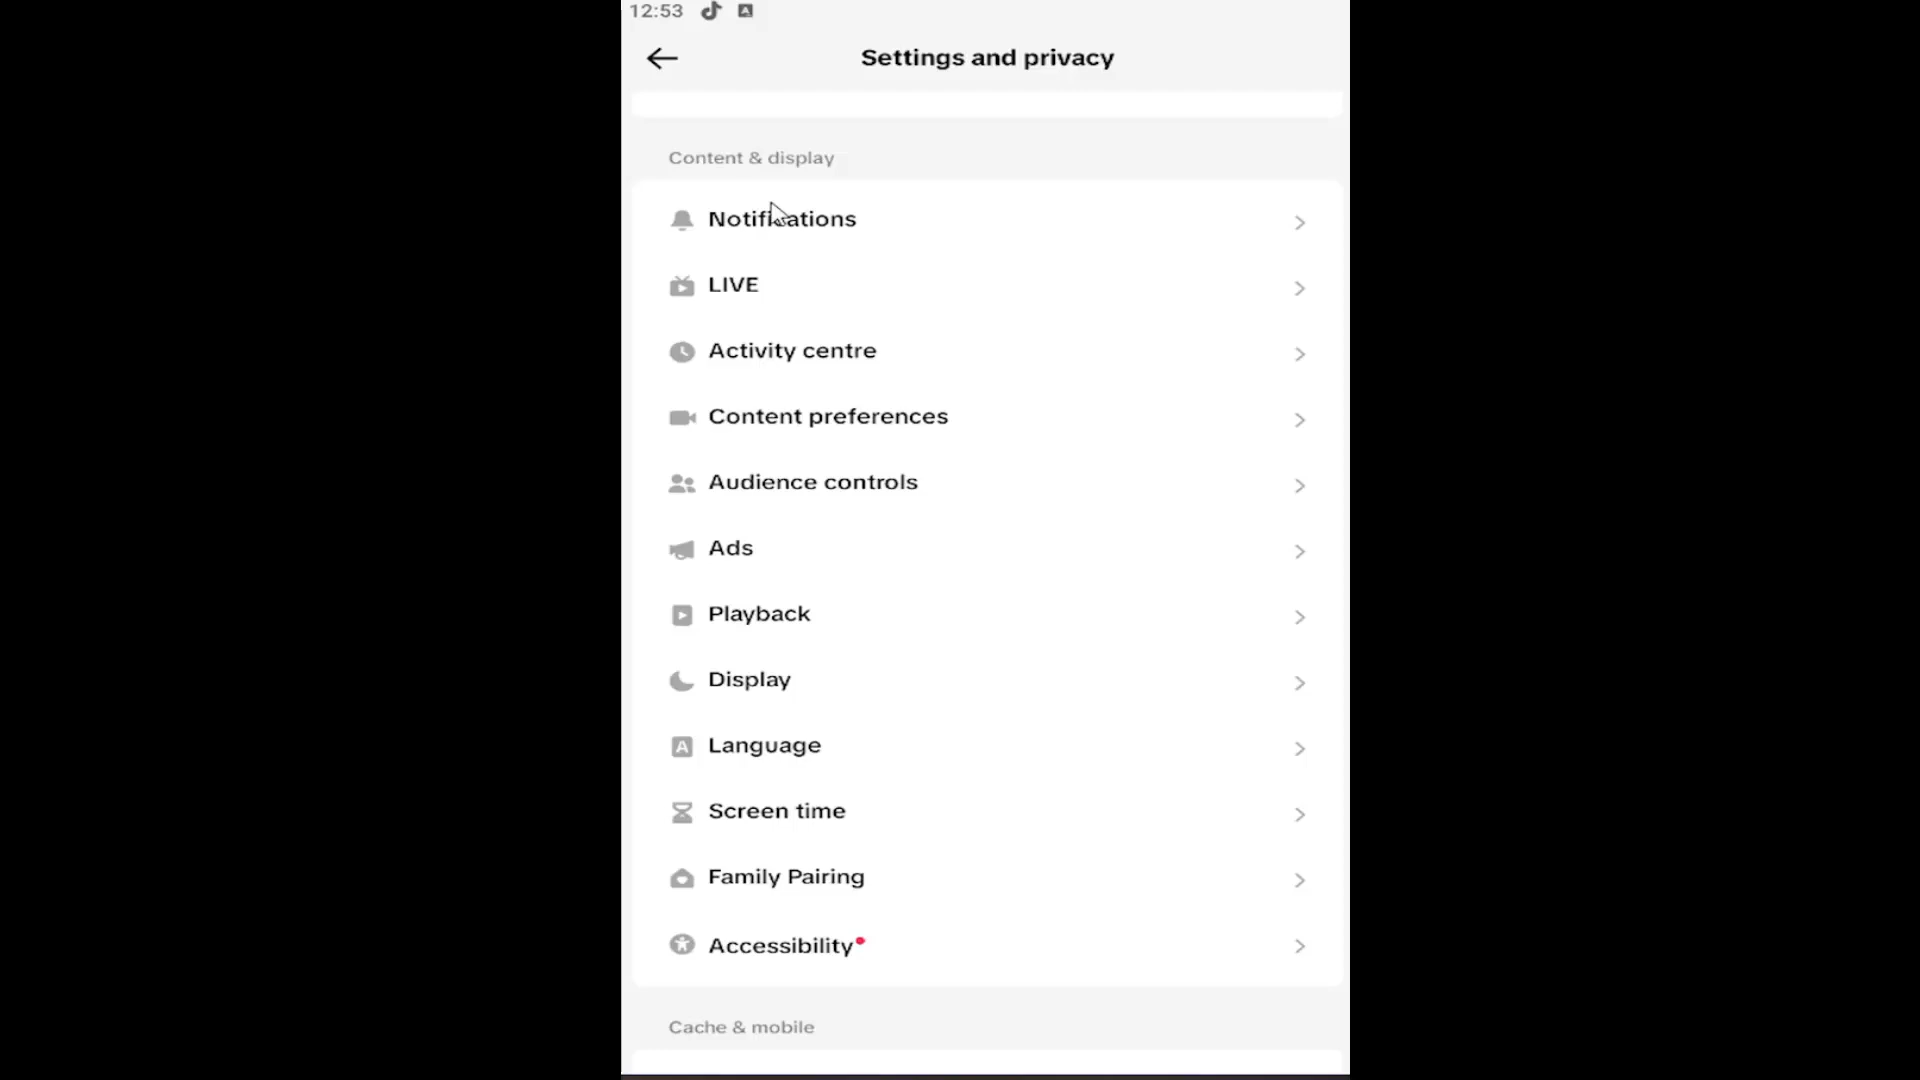 12:53
Settings and privacy
Content & display
Notifications
LIVE
Activity centre
Content preferences
Audience controls
Ads
Playback
Display
Language
Screen time
Family Pairing
Accessibility
Cache & mobile